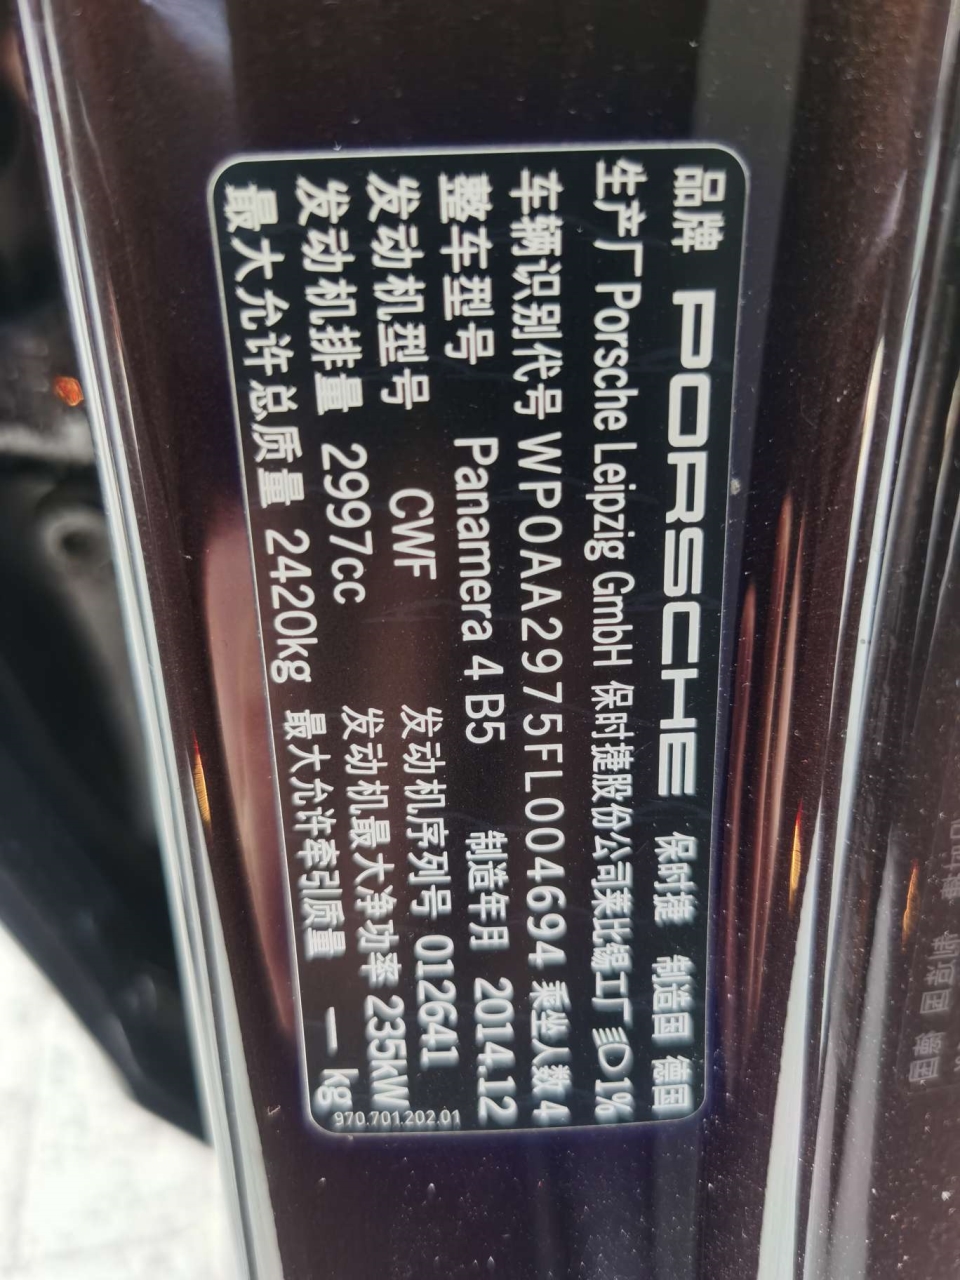 品牌 PORSCHE 保时捷 制造国 德国
生产厂 Porsche Leipzig GmbH 保时捷股份公司莱比锡工厂 1%
车辆识别代号 WP0AA2975FL004694 乘坐人数 4
整车型号 Panamera 4 B5 制造年月 2014.12
发动机型号 CWF 发动机序列号 012641
发动机排量 2997cc 发动机最大净功率 235kW
最大允许总质量 2420kg 最大允许牵引质量 — kg
970.701.202.01